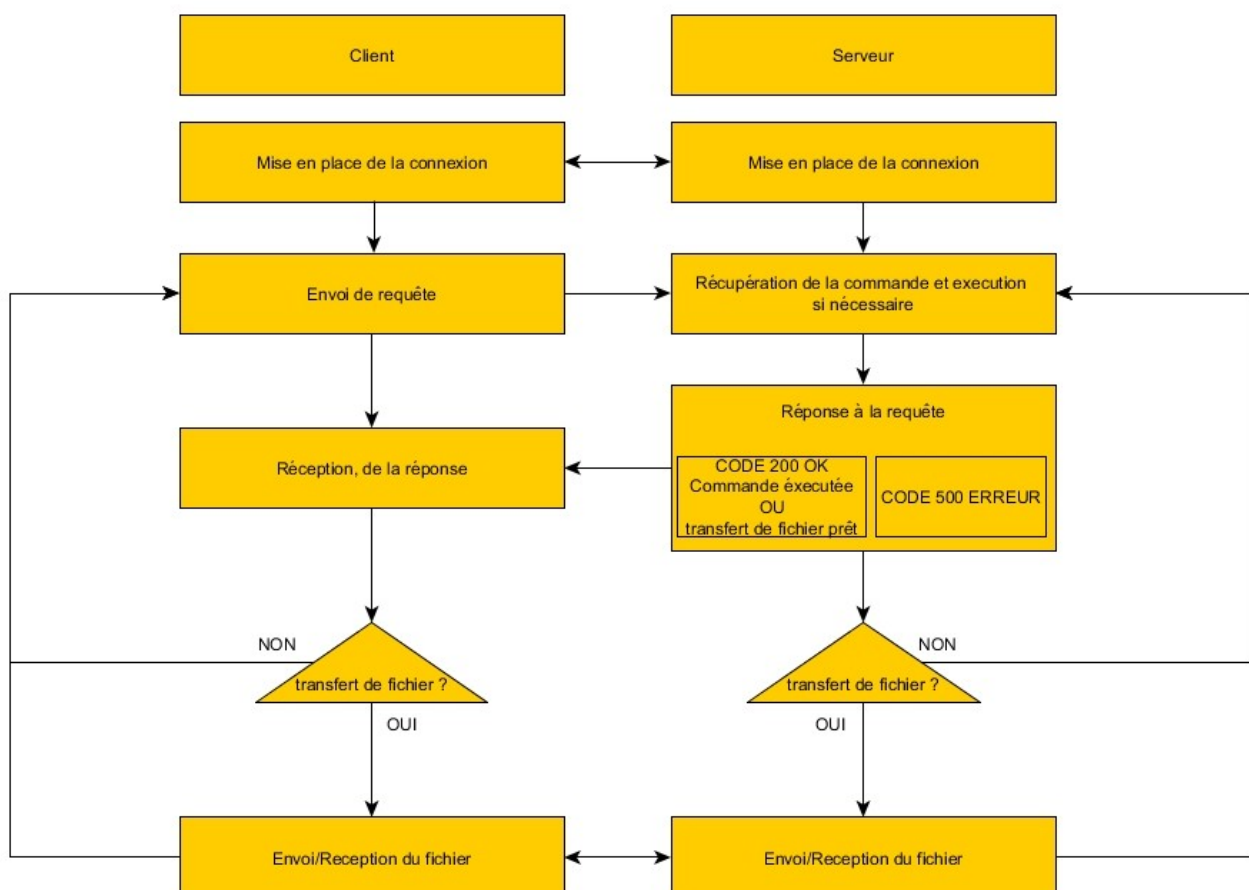 Client
Serveur
Mise en place de la connexion
Mise en place de la connexion
Envoi de requête
Récupération de la commande et execution
si nécessaire
Réponse à la requête
Réception, de la réponse
CODE 200 OK
Commande éxecutée
OU
transfert de fichier prêt
CODE 500 ERREUR
NON
transfert de fichier ?
OUI
NON
transfert de fichier ?
OUI
Envoi/Reception du fichier
Envoi/Reception du fichier